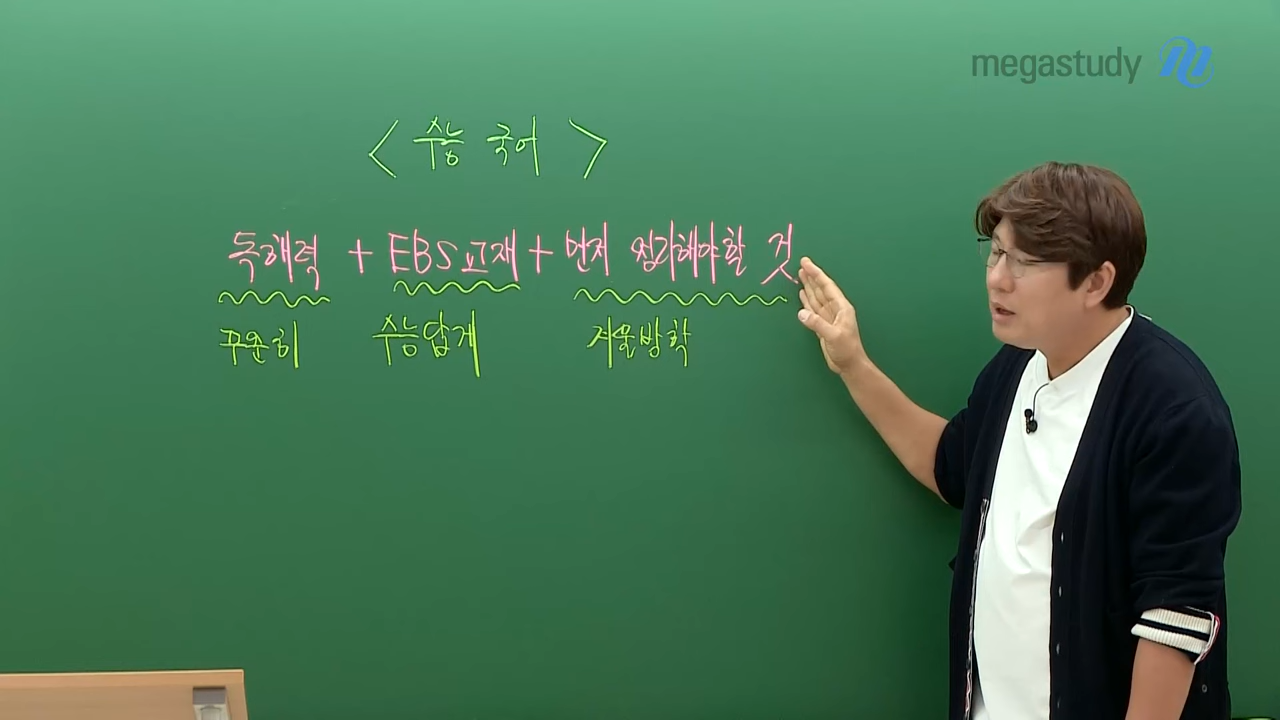 megastudy
< 수능 국어 >
독해력 + EBS 교재 + 먼저 정리해야할 것
꾸준히 수능답게 겨울방학